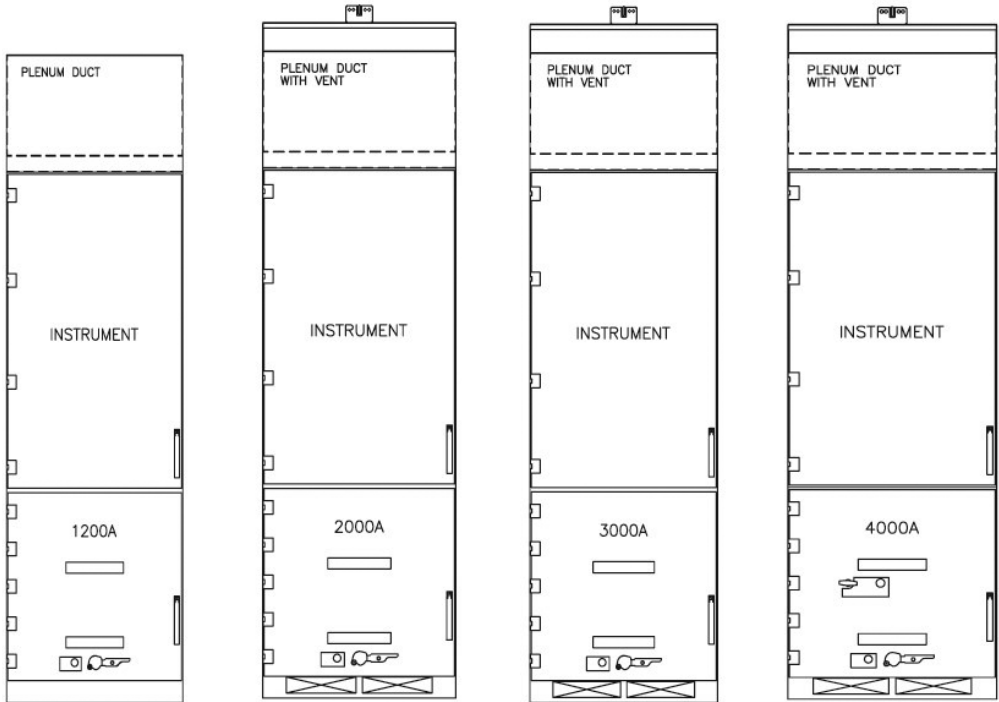 PLENUM DUCT
PLENUM DUCT
WITH VENT
PLENUM DUCT
WITH VENT
PLENUM DUCT
WITH VENT
INSTRUMENT
INSTRUMENT
INSTRUMENT
INSTRUMENT
1200A
2000A
3000A
4000A